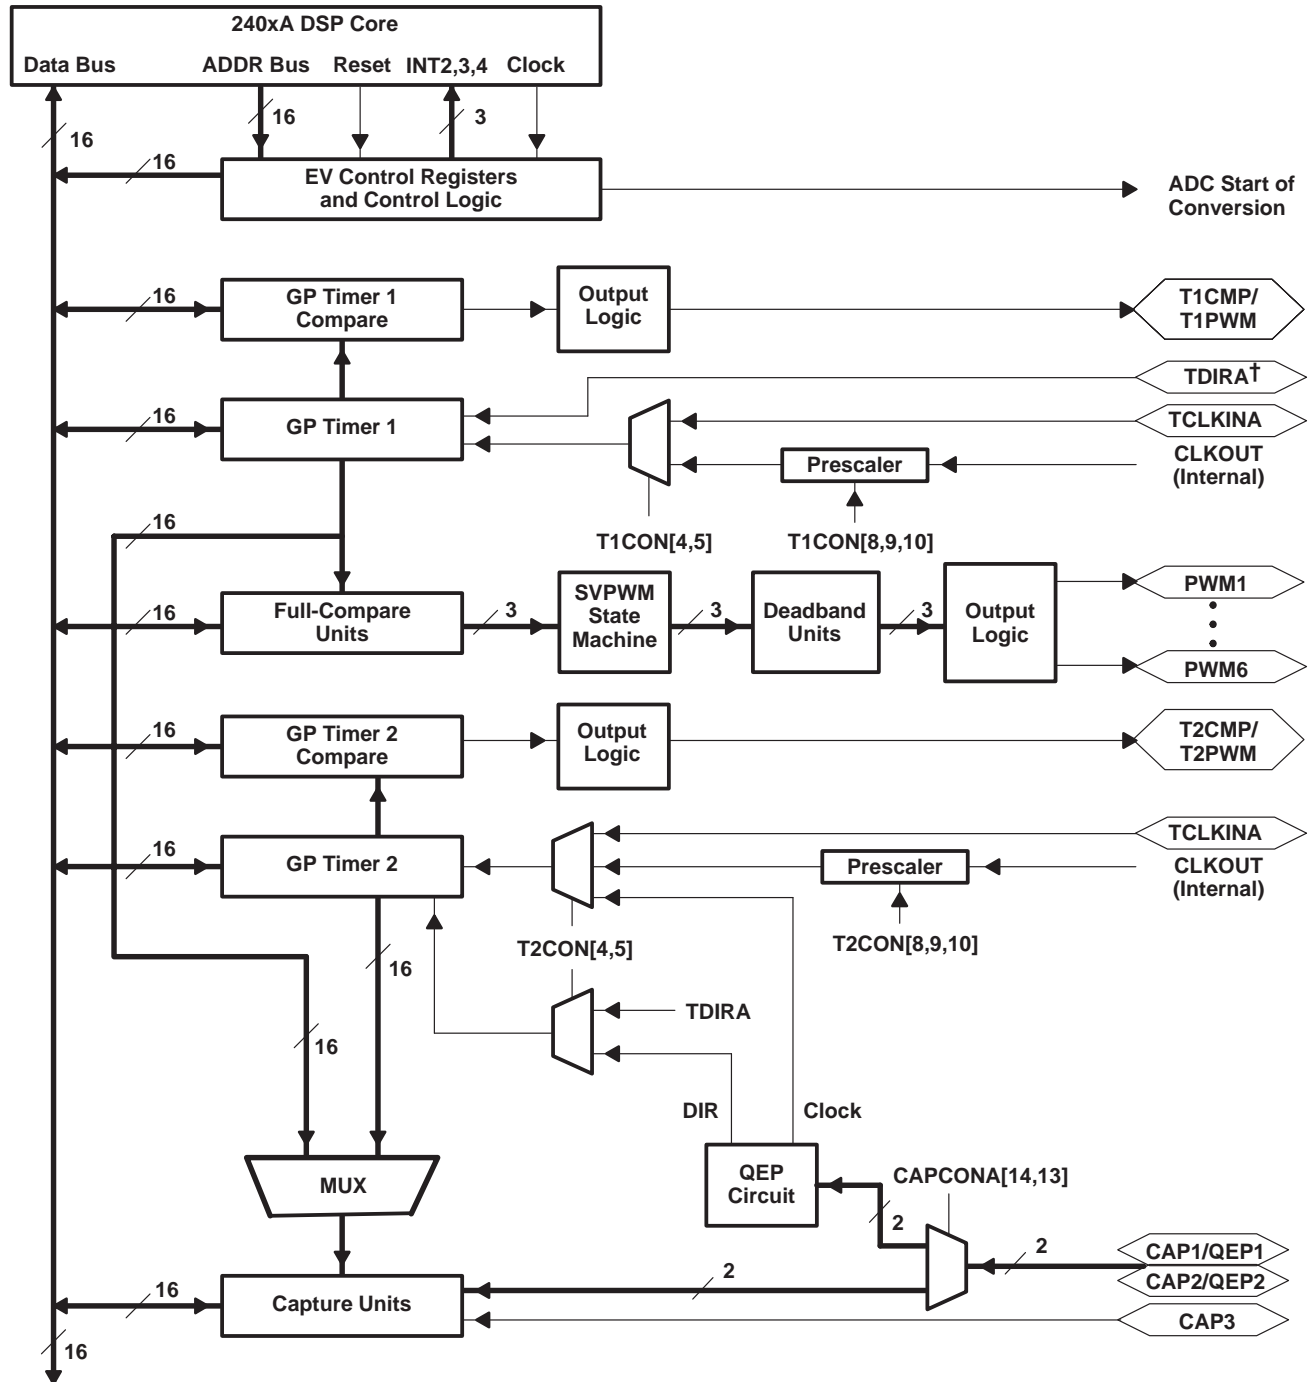 240xA DSP Core
Data Bus ADDR Bus Reset INT2,3,4 Clock
16
16
3
16
EV Control Registers
and Control Logic
ADC Start of
Conversion
16
GP Timer 1
Compare
Output
Logic
T1CMP/
T1PWM
TDIRA†
16
GP Timer 1
TCLKINA
Prescaler
CLKOUT
(Internal)
T1CON[4,5]
T1CON[8,9,10]
16
16
Full-Compare
Units
3
SVPWM
State
Machine
3
Deadband
Units
3
Output
Logic
PWM1
PWM6
16
GP Timer 2
Compare
Output
Logic
T2CMP/
T2PWM
16
GP Timer 2
TCLKINA
Prescaler
CLKOUT
(Internal)
T2CON[4,5]
T2CON[8,9,10]
16
TDIRA
16
DIR
Clock
MUX
QEP
Circuit
CAPCONA[14,13]
2
2
CAP1/QEP1
CAP2/QEP2
2
16
Capture Units
CAP3
16